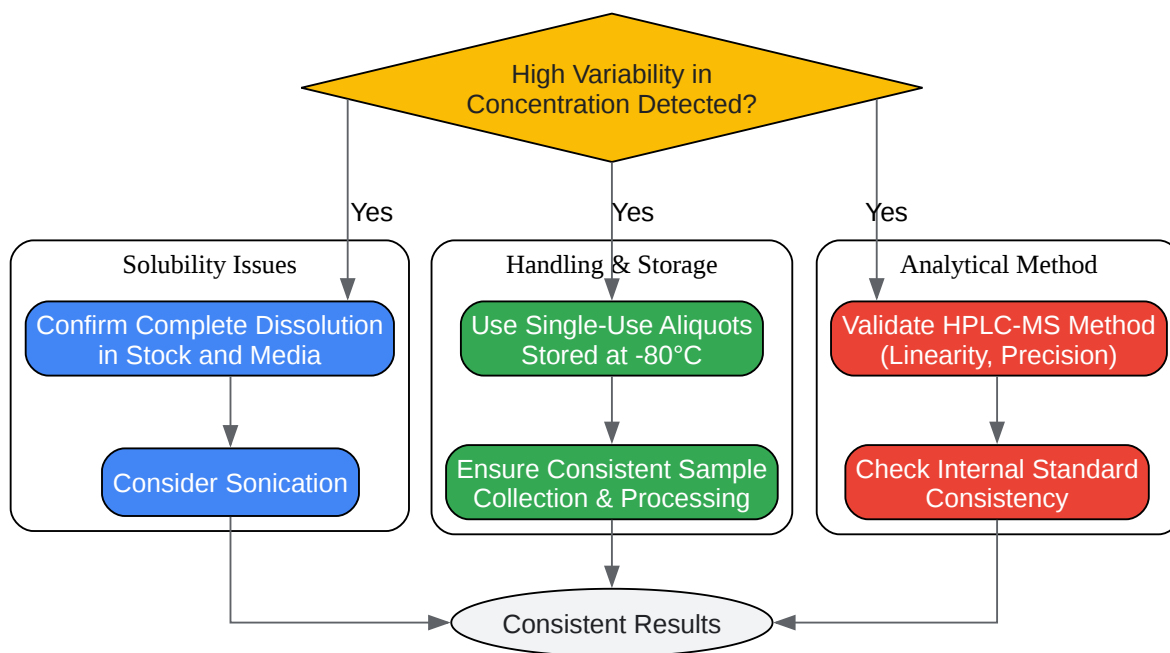 High Variability in
Concentration Detected?
Yes
Yes
Yes
Solubility Issues
Confirm Complete Dissolution
in Stock and Media
Consider Sonication
Handling & Storage
Use Single-Use Aliquots
Stored at -80°C
Ensure Consistent Sample
Collection & Processing
Analytical Method
Validate HPLC-MS Method
(Linearity, Precision)
Check Internal Standard
Consistency
Consistent Results